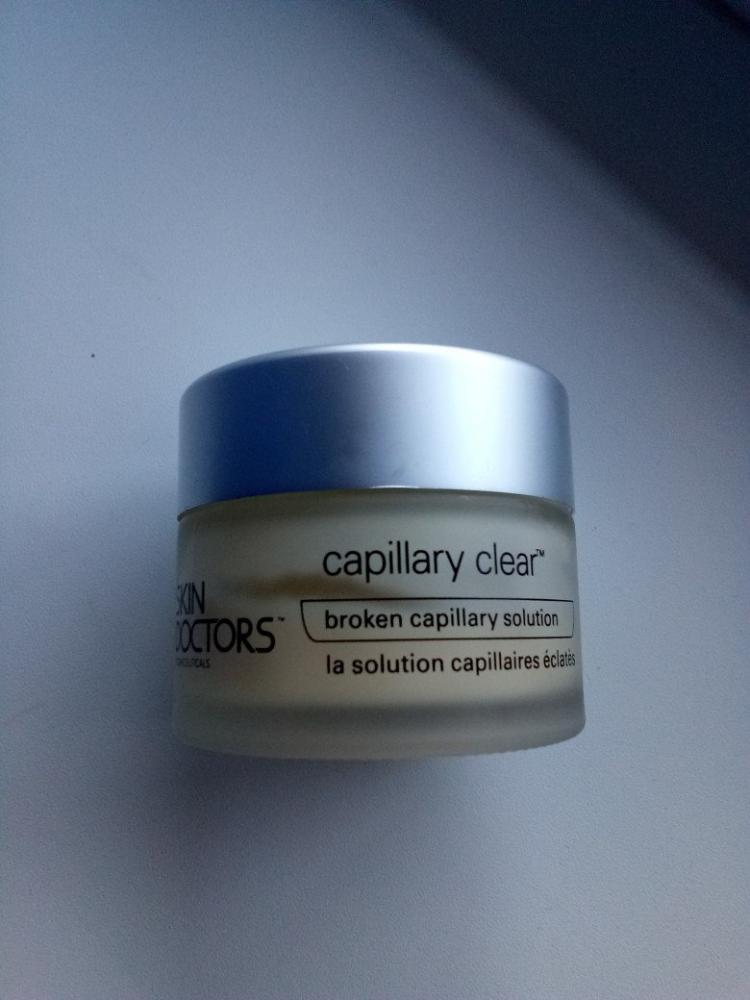 capillary clear™
broken capillary solution
la solution capillaires éclatés
SKIN
DOCTORS™